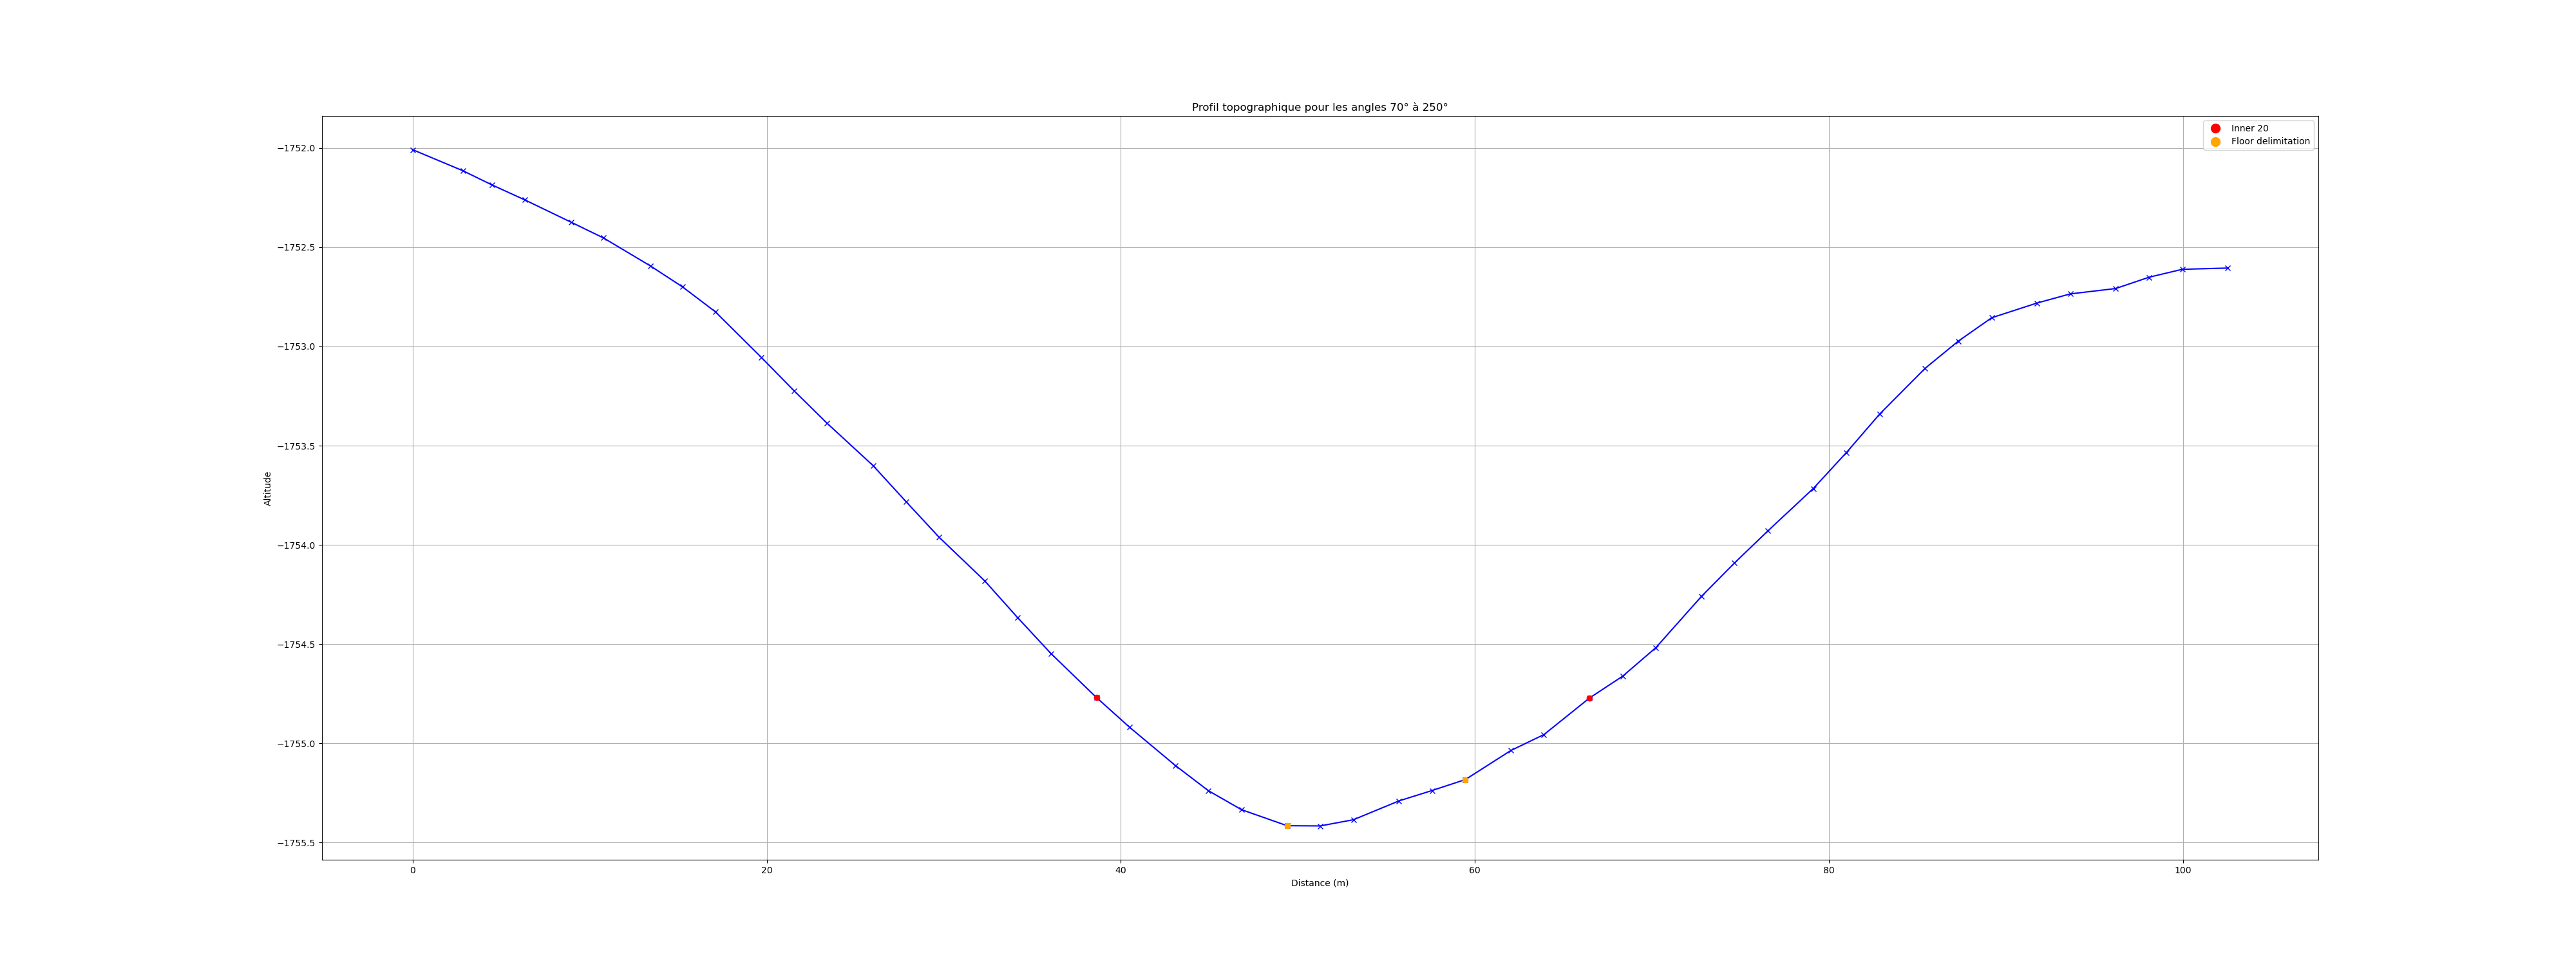 Profil topographique pour les angles 70° à 250°
Inner 20
Floor delimitation
−1752.0
−1752.5
−1753.0
−1753.5
−1754.0
−1754.5
−1755.0
−1755.5
Altitude
0 20 40 60 80 100
Distance (m)